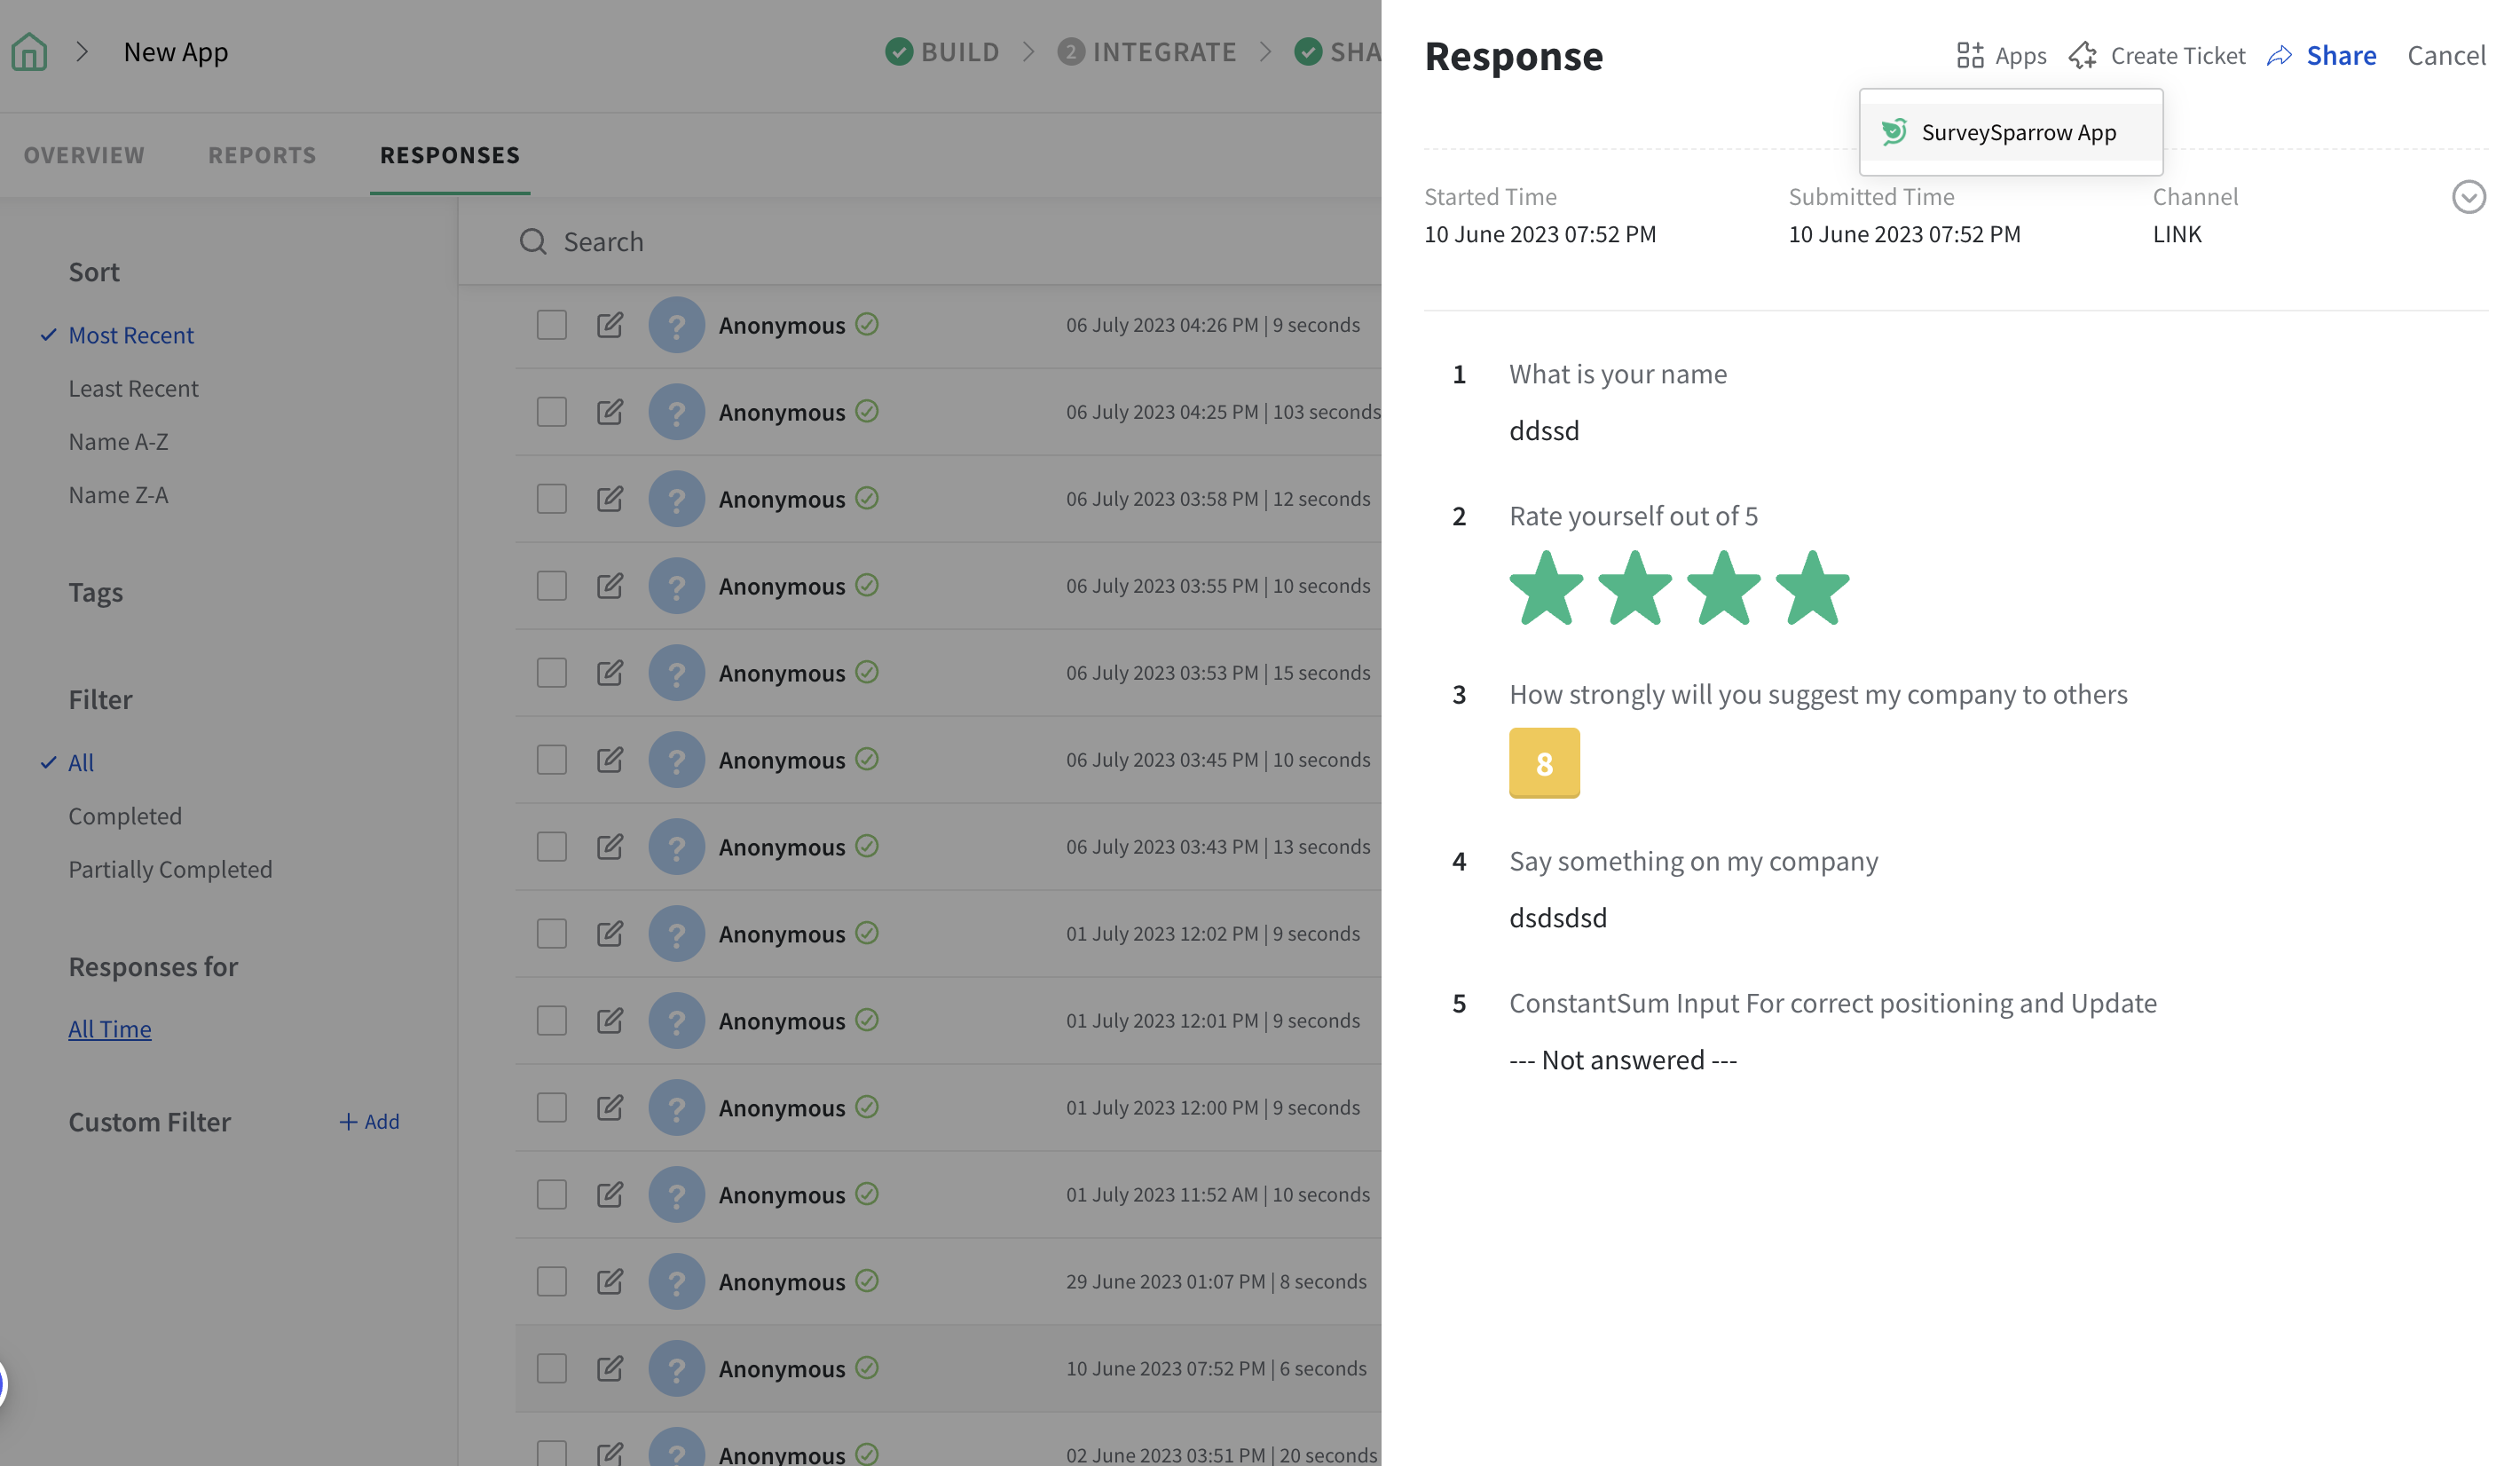 New App
BUILD
2 INTEGRATE
SHA
OVERVIEW
REPORTS
RESPONSES
Sort
Most Recent
Least Recent
Name A-Z
Name Z-A
Tags
Filter
All
Completed
Partially Completed
Responses for
All Time
Custom Filter
+ Add
Search
? Anonymous 06 July 2023 04:26 PM | 9 seconds
? Anonymous 06 July 2023 04:25 PM | 103 seconds
? Anonymous 06 July 2023 03:58 PM | 12 seconds
? Anonymous 06 July 2023 03:55 PM | 10 seconds
? Anonymous 06 July 2023 03:53 PM | 15 seconds
? Anonymous 06 July 2023 03:45 PM | 10 seconds
? Anonymous 06 July 2023 03:43 PM | 13 seconds
? Anonymous 01 July 2023 12:02 PM | 9 seconds
? Anonymous 01 July 2023 12:01 PM | 9 seconds
? Anonymous 01 July 2023 12:00 PM | 9 seconds
? Anonymous 01 July 2023 11:52 AM | 10 seconds
? Anonymous 29 June 2023 01:07 PM | 8 seconds
? Anonymous 10 June 2023 07:52 PM | 6 seconds
? Anonymous 02 June 2023 03:51 PM | 20 seconds
Response
Apps
Create Ticket
Share
Cancel
SurveySparrow App
Started Time
10 June 2023 07:52 PM
Submitted Time
10 June 2023 07:52 PM
Channel
LINK
1 What is your name
ddssd
2 Rate yourself out of 5
3 How strongly will you suggest my company to others
8
4 Say something on my company
dsdsdsd
5 ConstantSum Input For correct positioning and Update
--- Not answered ---